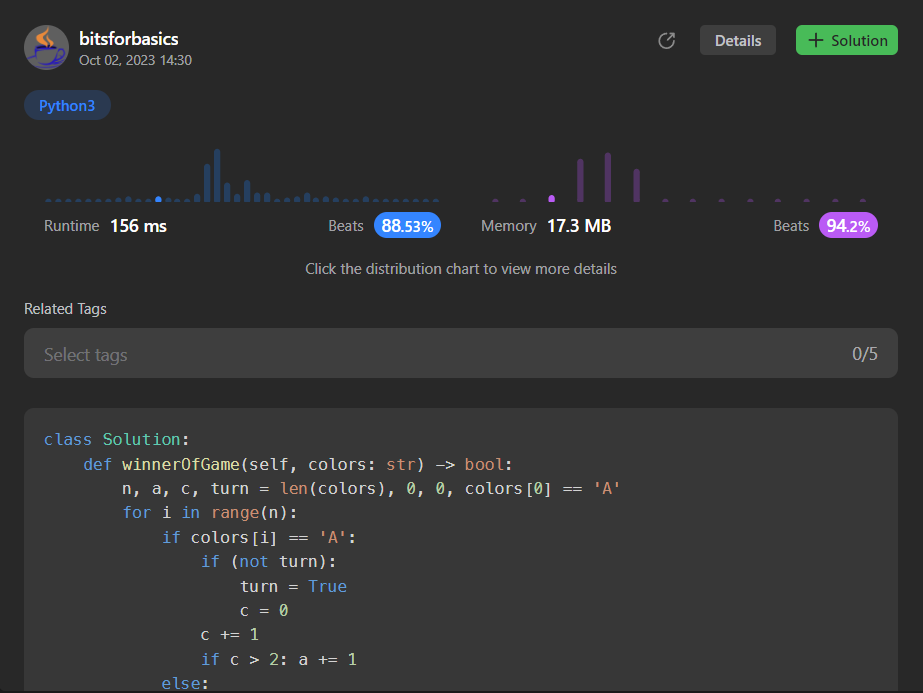 bitsforbasics
Oct 02, 2023 14:30
Details
+ Solution
Python3
Runtime 156 ms Beats 88.53% Memory 17.3 MB Beats 94.2%
Click the distribution chart to view more details
Related Tags
Select tags 0/5
class Solution:
    def winnerOfGame(self, colors: str) -> bool:
        n, a, c, turn = len(colors), 0, 0, colors[0] == 'A'
        for i in range(n):
            if colors[i] == 'A':
                if (not turn):
                    turn = True
                    c = 0
                c += 1
                if c > 2: a += 1
            else: